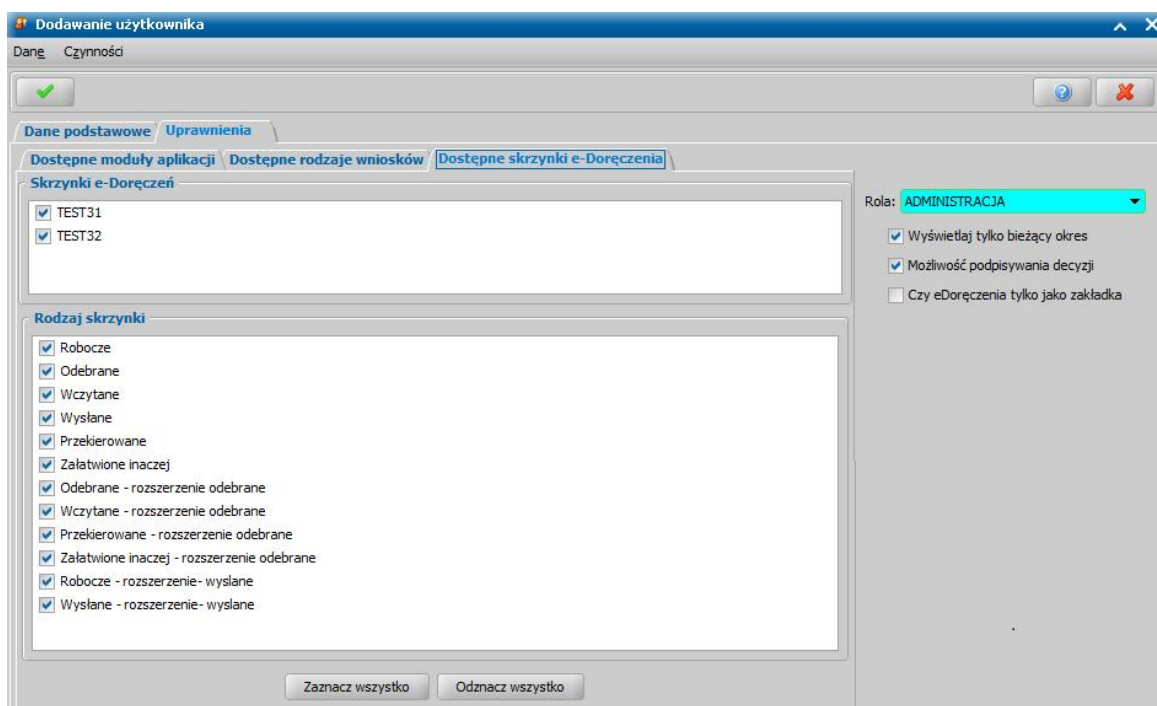 Dodawanie użytkownika
Dane Czynności
Dane podstawowe Uprawnienia
Dostępne moduły aplikacji Dostępne rodzaje wniosków Dostępne skrzynki e-Doręczenia
Skrzynki e-Doręczeń
TEST31
TEST32
Rodzaj skrzynki
Robocze
Odebrane
Wczytane
Wysłane
Przekierowane
Załatwione inaczej
Odebrane - rozszerzenie odebrane
Wczytane - rozszerzenie odebrane
Przekierowane - rozszerzenie odebrane
Załatwione inaczej - rozszerzenie odebrane
Robocze - rozszerzenie- wyslane
Wysłane - rozszerzenie- wyslane
Zaznacz wszystko Odznacz wszystko
Rola: ADMINISTRACJA
Wyświetlaj tylko bieżący okres
Możliwość podpisywania decyzji
Czy eDoręczenia tylko jako zakładka